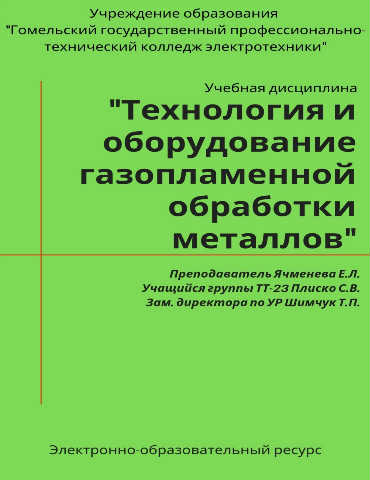 Учреждение образования
"Гомельский государственный профессионально-
технический колледж электротехники"
Учебная дисциплина
"Технология и
оборудование
газопламенной
обработки
металлов"
Преподаватель Ячменева Е.Л.
Учащийся группы ТТ-23 Плиско С.В.
Зам. директора по УР Шимчук Т.П.
Электронно-образовательный ресурс